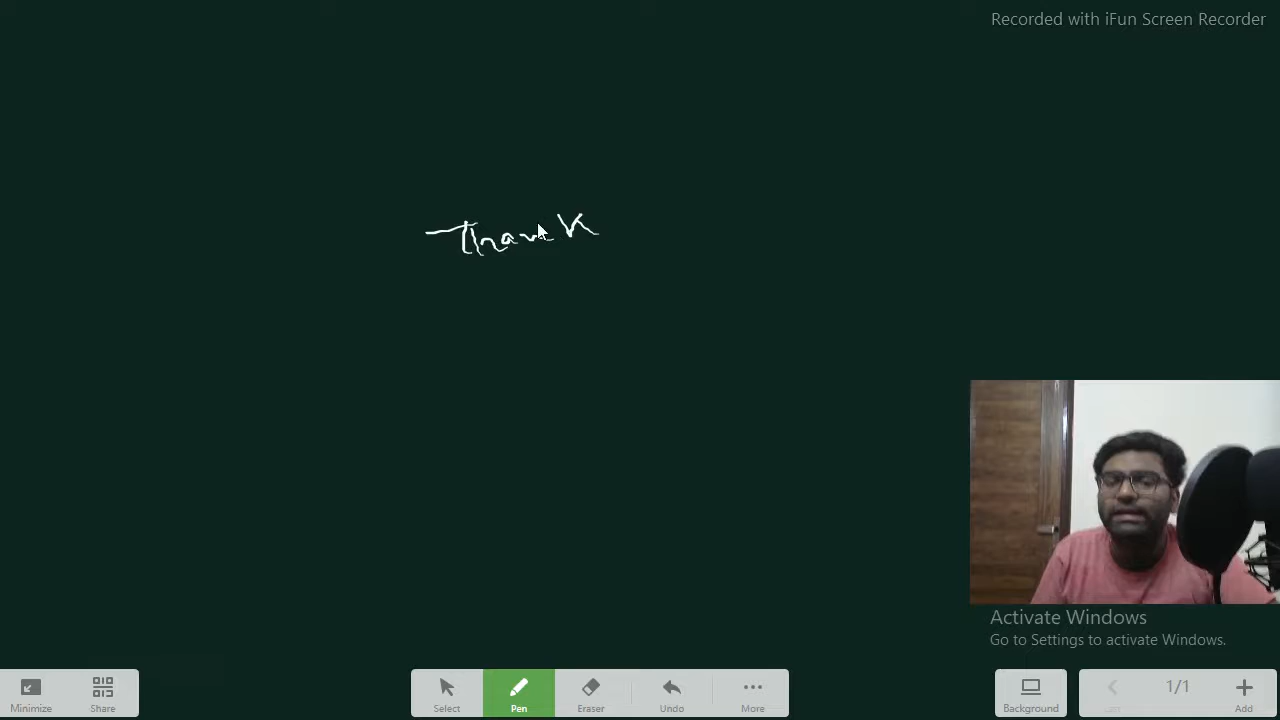 Recorded with iFun Screen Recorder
Thank
Activate Windows
Go to Settings to activate Windows.
Minimize
Share
Select
Pen
Eraser
Undo
More
Background
1/1
Add